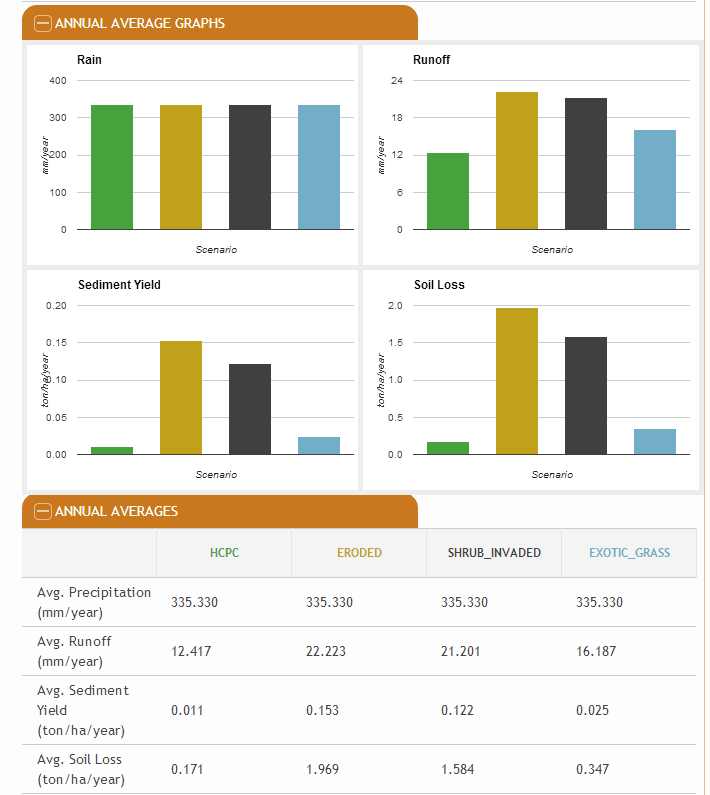 ANNUAL AVERAGE GRAPHS
Rain
400
300
200
100
0
mm/year
Scenario
Runoff
24
18
12
6
0
mm/year
Scenario
Sediment Yield
0.20
0.15
0.10
0.05
0.00
ton/ha/year
Scenario
Soil Loss
2.0
1.5
1.0
0.5
0.0
ton/ha/year
Scenario
ANNUAL AVERAGES
HCPC ERODED SHRUB_INVADED EXOTIC_GRASS
Avg. Precipitation
(mm/year)
335.330 335.330 335.330 335.330
Avg. Runoff
(mm/year)
12.417 22.223 21.201 16.187
Avg. Sediment
Yield
(ton/ha/year)
0.011 0.153 0.122 0.025
Avg. Soil Loss
(ton/ha/year)
0.171 1.969 1.584 0.347